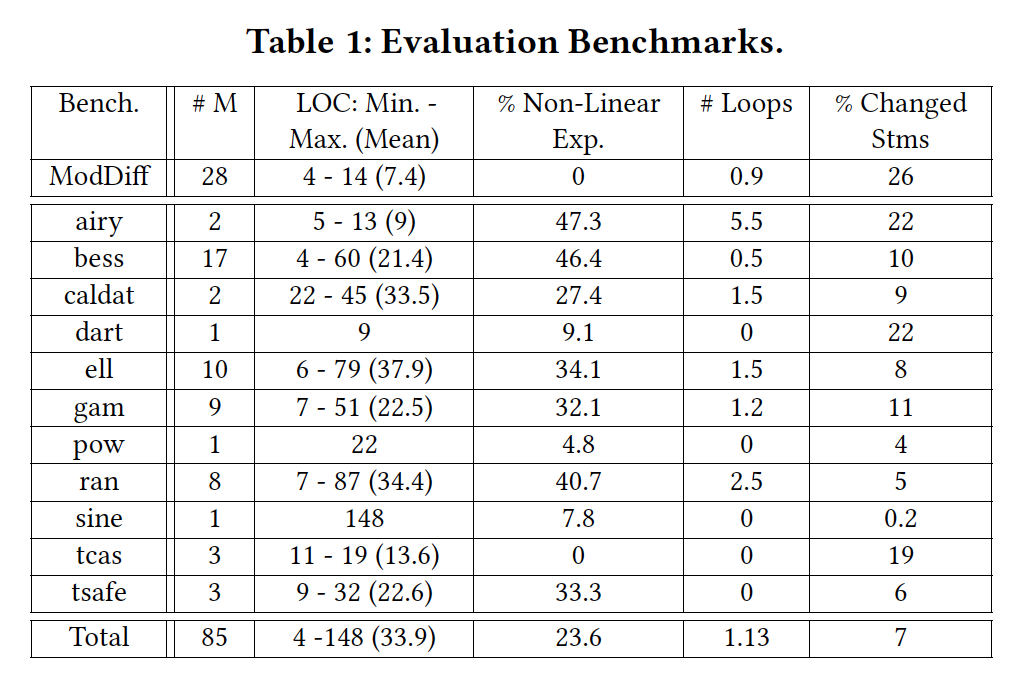 Table 1: Evaluation Benchmarks.
Bench. # M LOC: Min. - % Non-Linear # Loops % Changed
Max. (Mean) Exp. Stms
ModDiff 28 4 - 14 (7.4) 0 0.9 26
airy 2 5 - 13 (9) 47.3 5.5 22
bess 17 4 - 60 (21.4) 46.4 0.5 10
caldat 2 22 - 45 (33.5) 27.4 1.5 9
dart 1 9 9.1 0 22
ell 10 6 - 79 (37.9) 34.1 1.5 8
gam 9 7 - 51 (22.5) 32.1 1.2 11
pow 1 22 4.8 0 4
ran 8 7 - 87 (34.4) 40.7 2.5 5
sine 1 148 7.8 0 0.2
tcas 3 11 - 19 (13.6) 0 0 19
tsafe 3 9 - 32 (22.6) 33.3 0 6
Total 85 4 -148 (33.9) 23.6 1.13 7